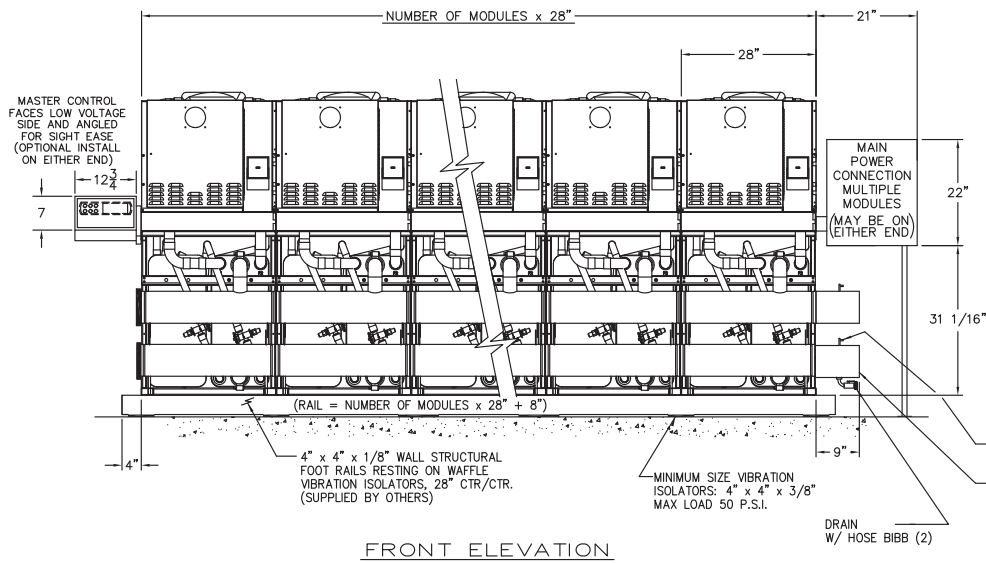 NUMBER OF MODULES x 28"
21"
28"
MASTER CONTROL
FACES LOW VOLTAGE
SIDE AND ANGLED
FOR SIGHT EASE
(OPTIONAL INSTALL
ON EITHER END)
12 3/4
7
MAIN
POWER
CONNECTION
MULTIPLE
MODULES
(MAY BE ON
EITHER END)
22"
31 1/16"
(RAIL = NUMBER OF MODULES x 28" + 8")
4"
9"
4" x 4" x 1/8" WALL STRUCTURAL
FOOT RAILS RESTING ON WAFFLE
VIBRATION ISOLATORS, 28" CTR/CTR.
(SUPPLIED BY OTHERS)
MINIMUM SIZE VIBRATION
ISOLATORS: 4" x 4" x 3/8"
MAX LOAD 50 P.S.I.
DRAIN
W/ HOSE BIBB (2)
FRONT ELEVATION